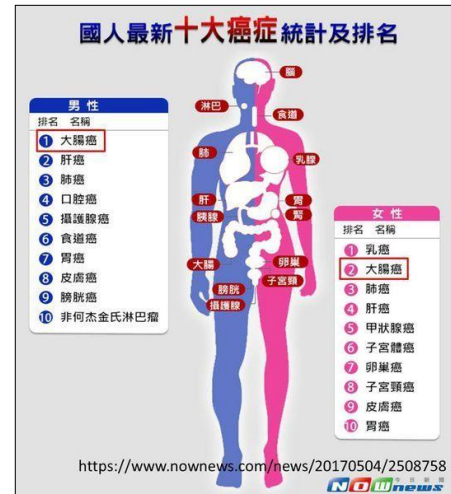 國人最新十大癌症統計及排名
男性
排名 名稱
1 大腸癌
2 肝癌
3 肺癌
4 口腔癌
5 攝護腺癌
6 食道癌
7 胃癌
8 皮膚癌
9 膀胱癌
10 非何杰金氏淋巴瘤
腦
淋巴
食道
肺
乳腺
肝
胃
胰腺
腎
大腸
卵巢
子宮頸
膀胱
攝護腺
女性
排名 名稱
1 乳癌
2 大腸癌
3 肺癌
4 肝癌
5 甲狀腺癌
6 子宮體癌
7 卵巢癌
8 子宮頸癌
9 皮膚癌
10 胃癌
https://www.nownews.com/news/20170504/2508758
今日新聞
NOWnews